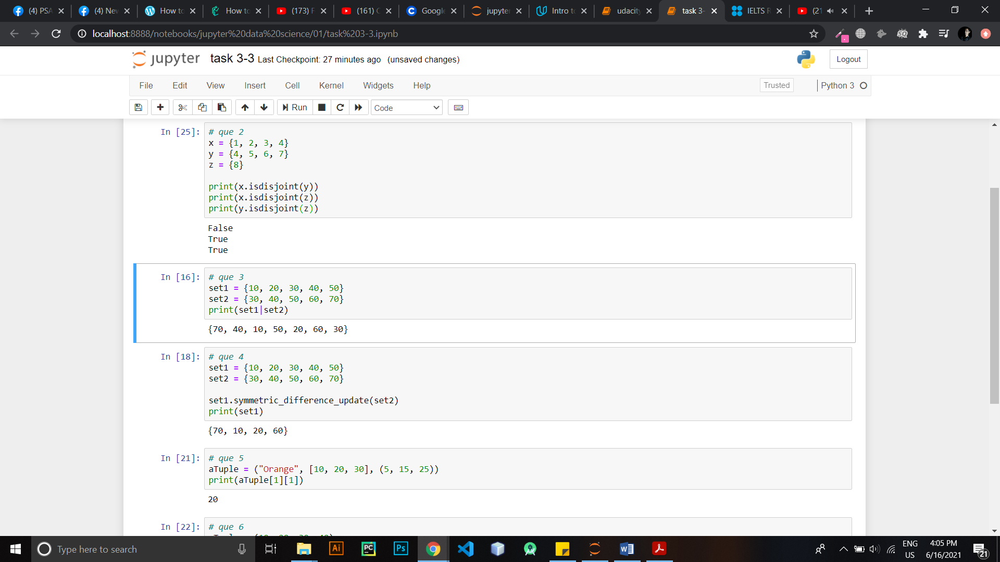 (4) PSA
(4) New
How to
How to
(173) F
(161) C
Google
jupyter
Intro to
udacity
task 3-
IELTS R
(21
localhost:8888/notebooks/jupyter%20data%20science/01/task%203-3.ipynb
jupyter task 3-3 Last Checkpoint: 27 minutes ago (unsaved changes)
Logout
File Edit View Insert Cell Kernel Widgets Help
Trusted
Python 3
Run
Code
In [25]: # que 2
x = {1, 2, 3, 4}
y = {4, 5, 6, 7}
z = {8}
print(x.isdisjoint(y))
print(x.isdisjoint(z))
print(y.isdisjoint(z))
False
True
True
In [16]: # que 3
set1 = {10, 20, 30, 40, 50}
set2 = {30, 40, 50, 60, 70}
print(set1|set2)
{70, 40, 10, 50, 20, 60, 30}
In [18]: # que 4
set1 = {10, 20, 30, 40, 50}
set2 = {30, 40, 50, 60, 70}
set1.symmetric_difference_update(set2)
print(set1)
{70, 10, 20, 60}
In [21]: # que 5
aTuple = ("Orange", [10, 20, 30], (5, 15, 25))
print(aTuple[1][1])
20
In [22]: # que 6
Type here to search
Ai
PC
Ps
ENG
US
4:05 PM
6/16/2021
21